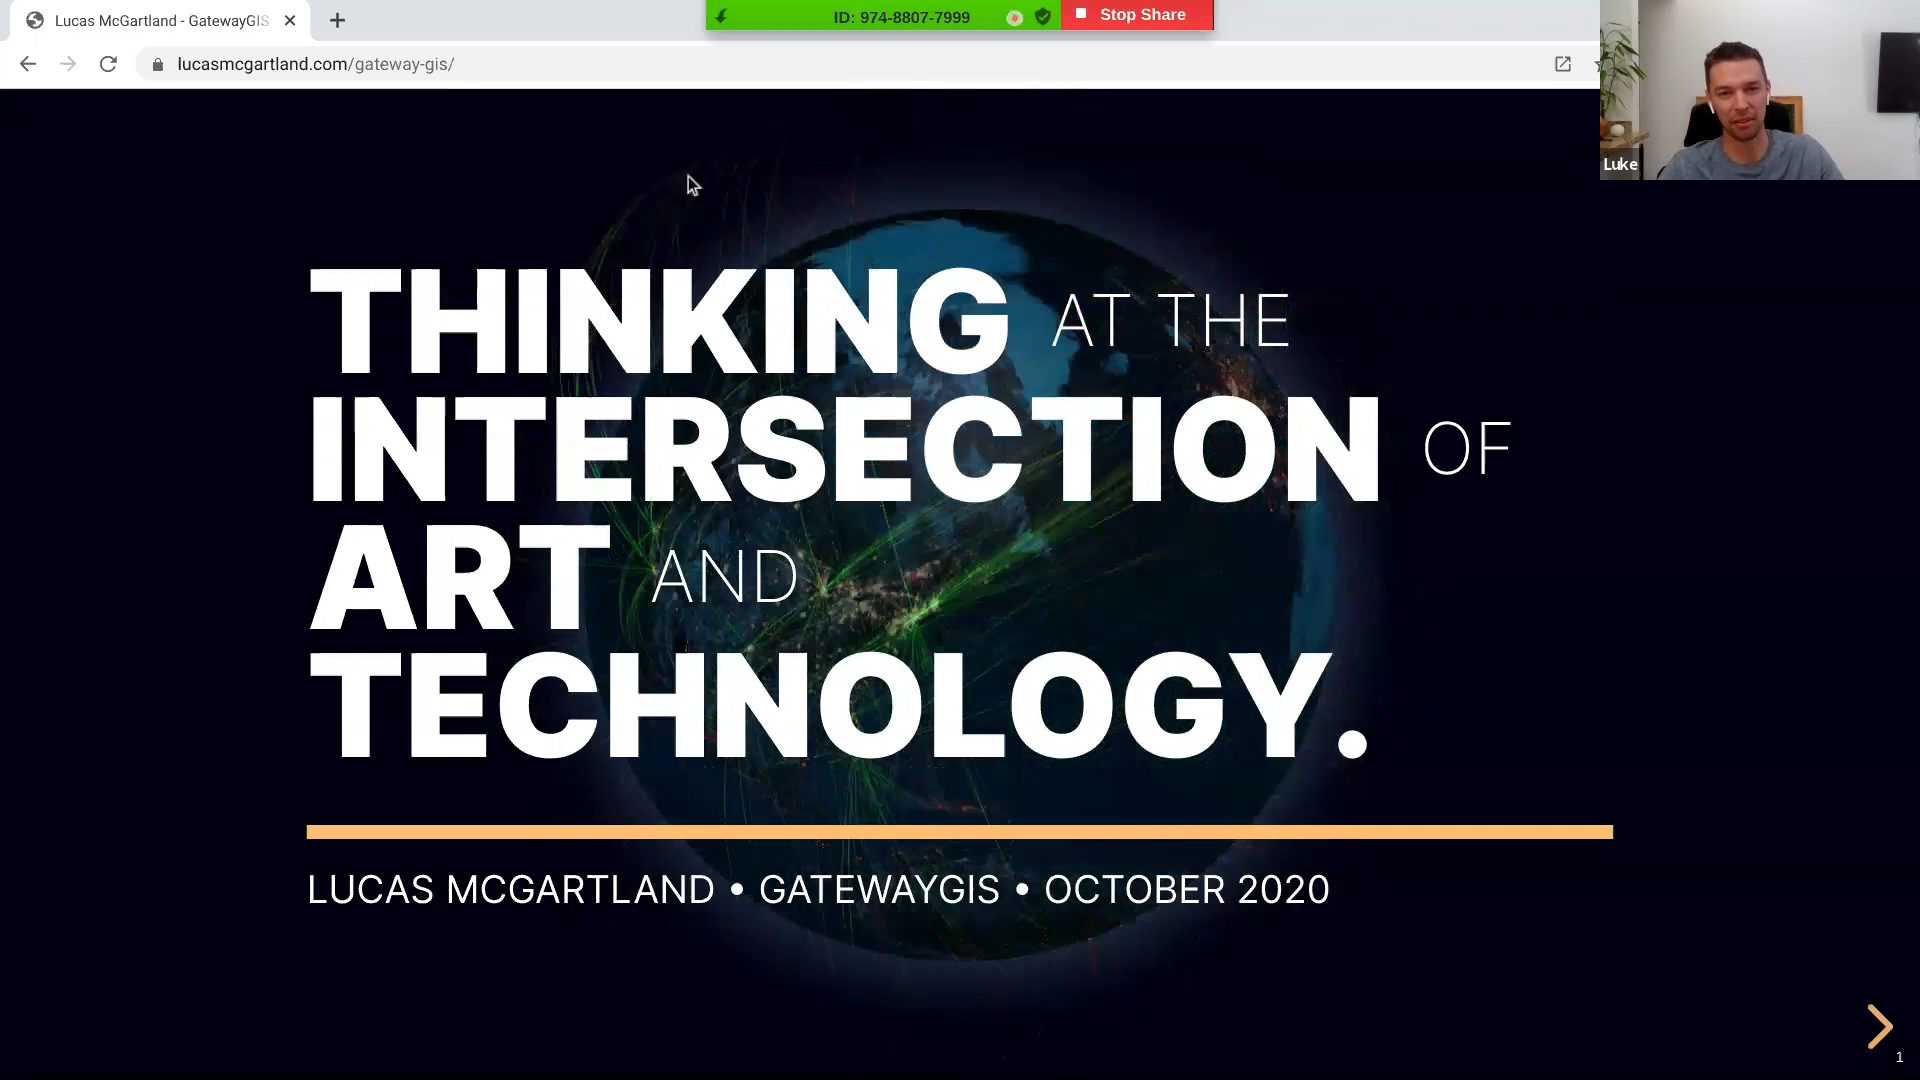 Lucas McGartland - GatewayGIS
ID: 974-8807-7999
Stop Share
lucasmcgartland.com/gateway-gis/
Luke
THINKING AT THE
INTERSECTION OF
ART AND
TECHNOLOGY.
LUCAS MCGARTLAND • GATEWAYGIS • OCTOBER 2020
1